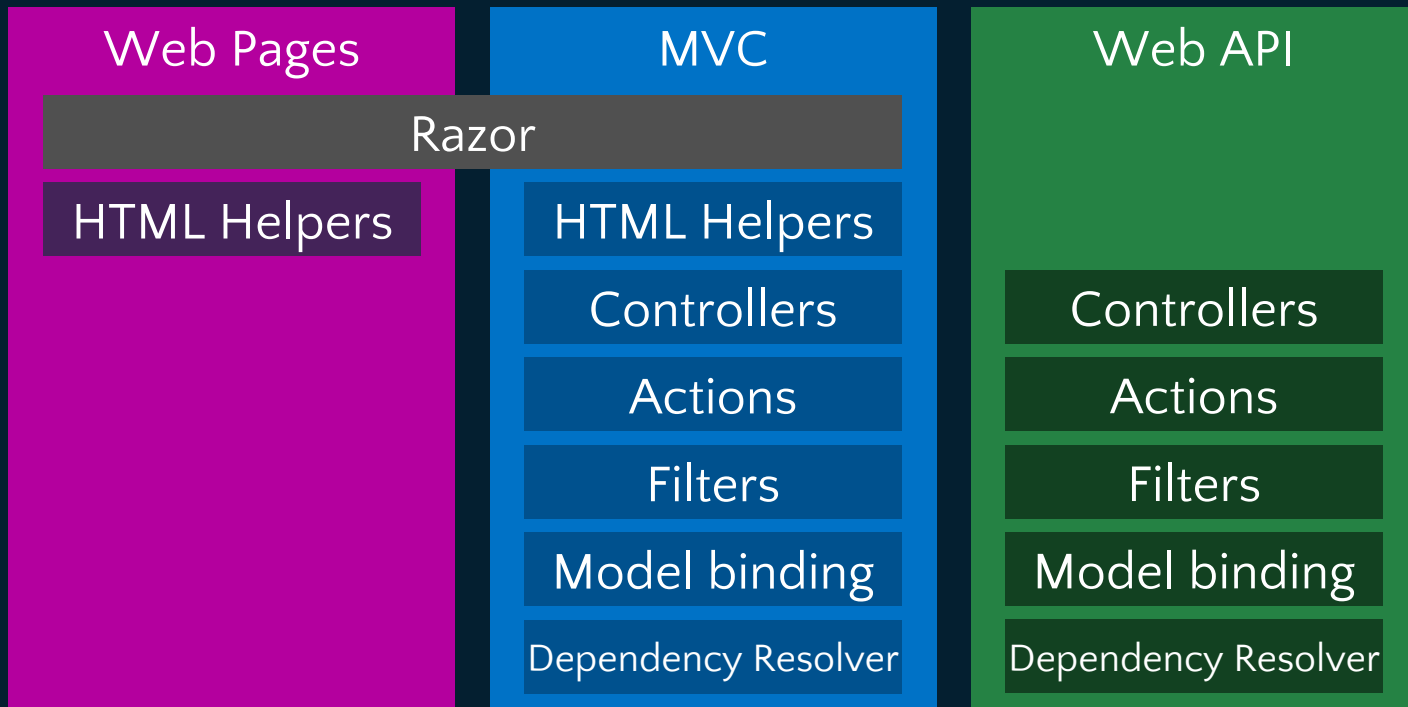 Web Pages
MVC
Web API
Razor
HTML Helpers
HTML Helpers
Controllers
Controllers
Actions
Actions
Filters
Filters
Model binding
Model binding
Dependency Resolver
Dependency Resolver